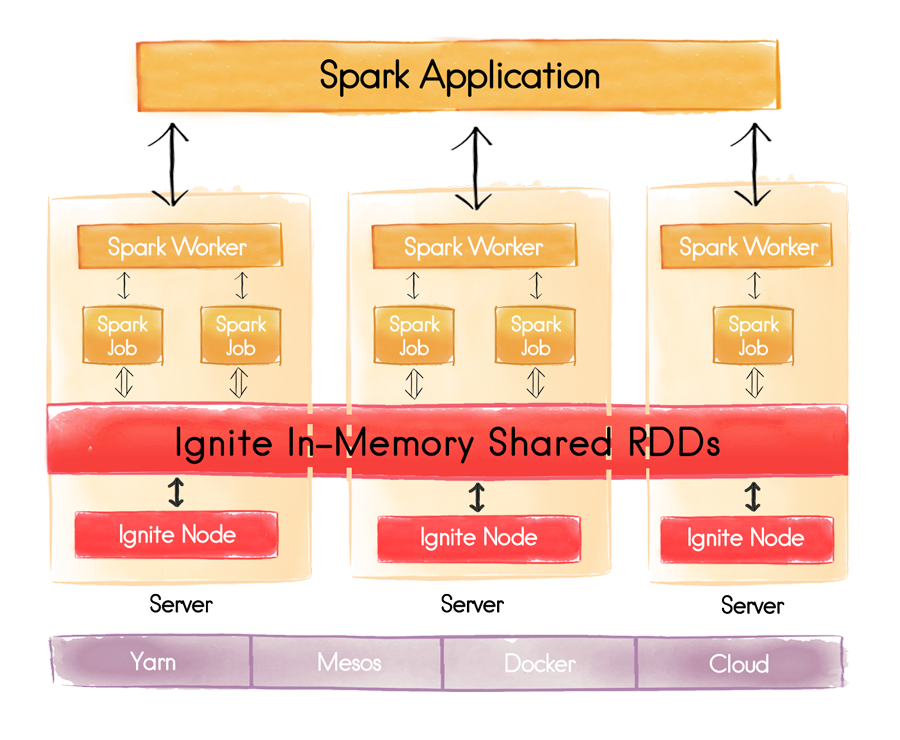 Spark Application
Spark Worker
Spark Worker
Spark Worker
Spark
Job
Spark
Job
Spark
Job
Spark
Job
Spark
Job
Ignite In-Memory Shared RDDs
Ignite Node
Ignite Node
Ignite Node
Server
Server
Server
Yarn
Mesos
Docker
Cloud